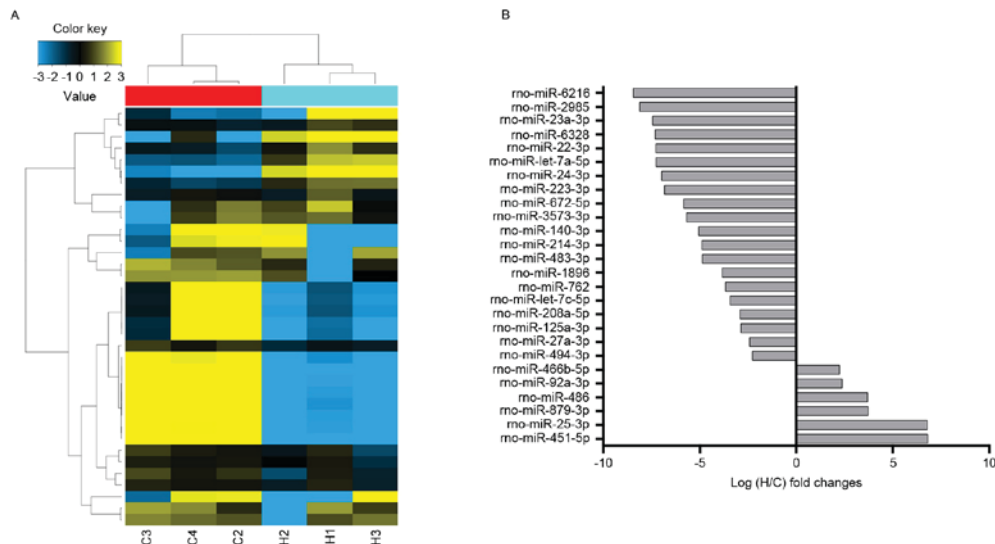 A
Color key
-3 -2 -1 0 1 2 3
Value
C3 C4 C2 H2 H1 H3
B
rno-miR-6216
rno-miR-2985
rno-miR-23a-3p
rno-miR-6328
rno-miR-22-3p
rno-miR-let-7a-5p
rno-miR-24-3p
rno-miR-223-3p
rno-miR-672-5p
rno-miR-3573-3p
rno-miR-140-3p
rno-miR-214-3p
rno-miR-483-3p
rno-miR-1896
rno-miR-762
rno-miR-let-7c-5p
rno-miR-208a-5p
rno-miR-125a-3p
rno-miR-27a-3p
rno-miR-494-3p
rno-miR-466b-5p
rno-miR-92a-3p
rno-miR-486
rno-miR-879-3p
rno-miR-25-3p
rno-miR-451-5p
-10 -5 0 5 10
Log (H/C) fold changes